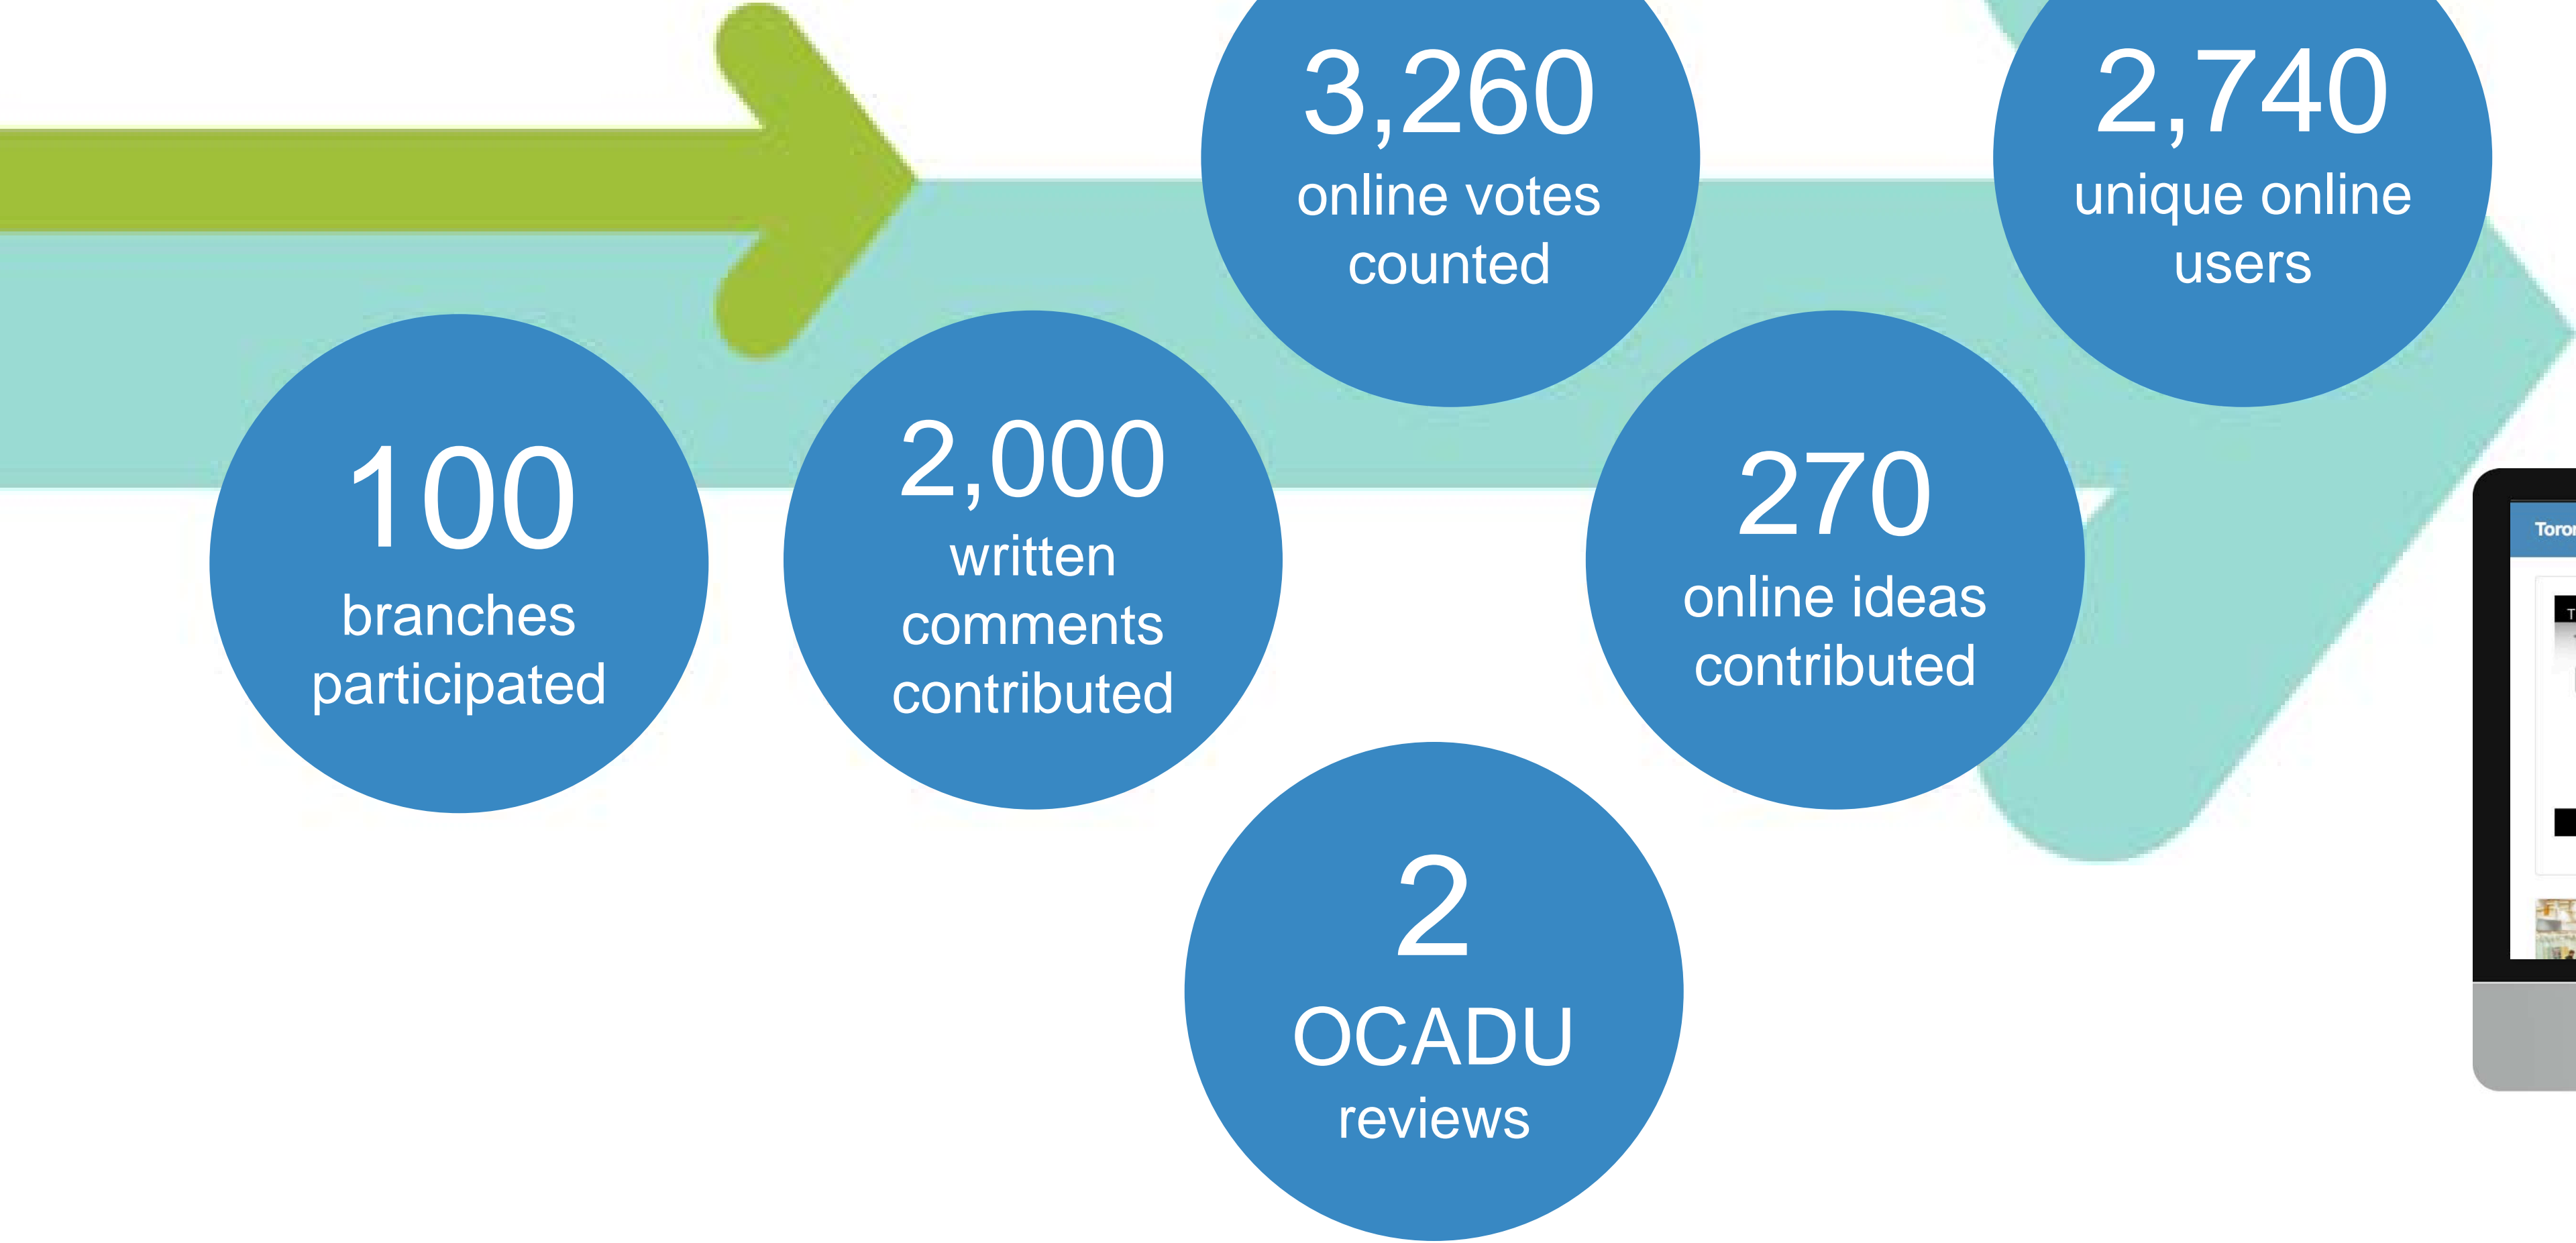 3,260
online votes
counted
2,740
unique online
users
100
branches
participated
2,000
written
comments
contributed
270
online ideas
contributed
2
OCADU
reviews